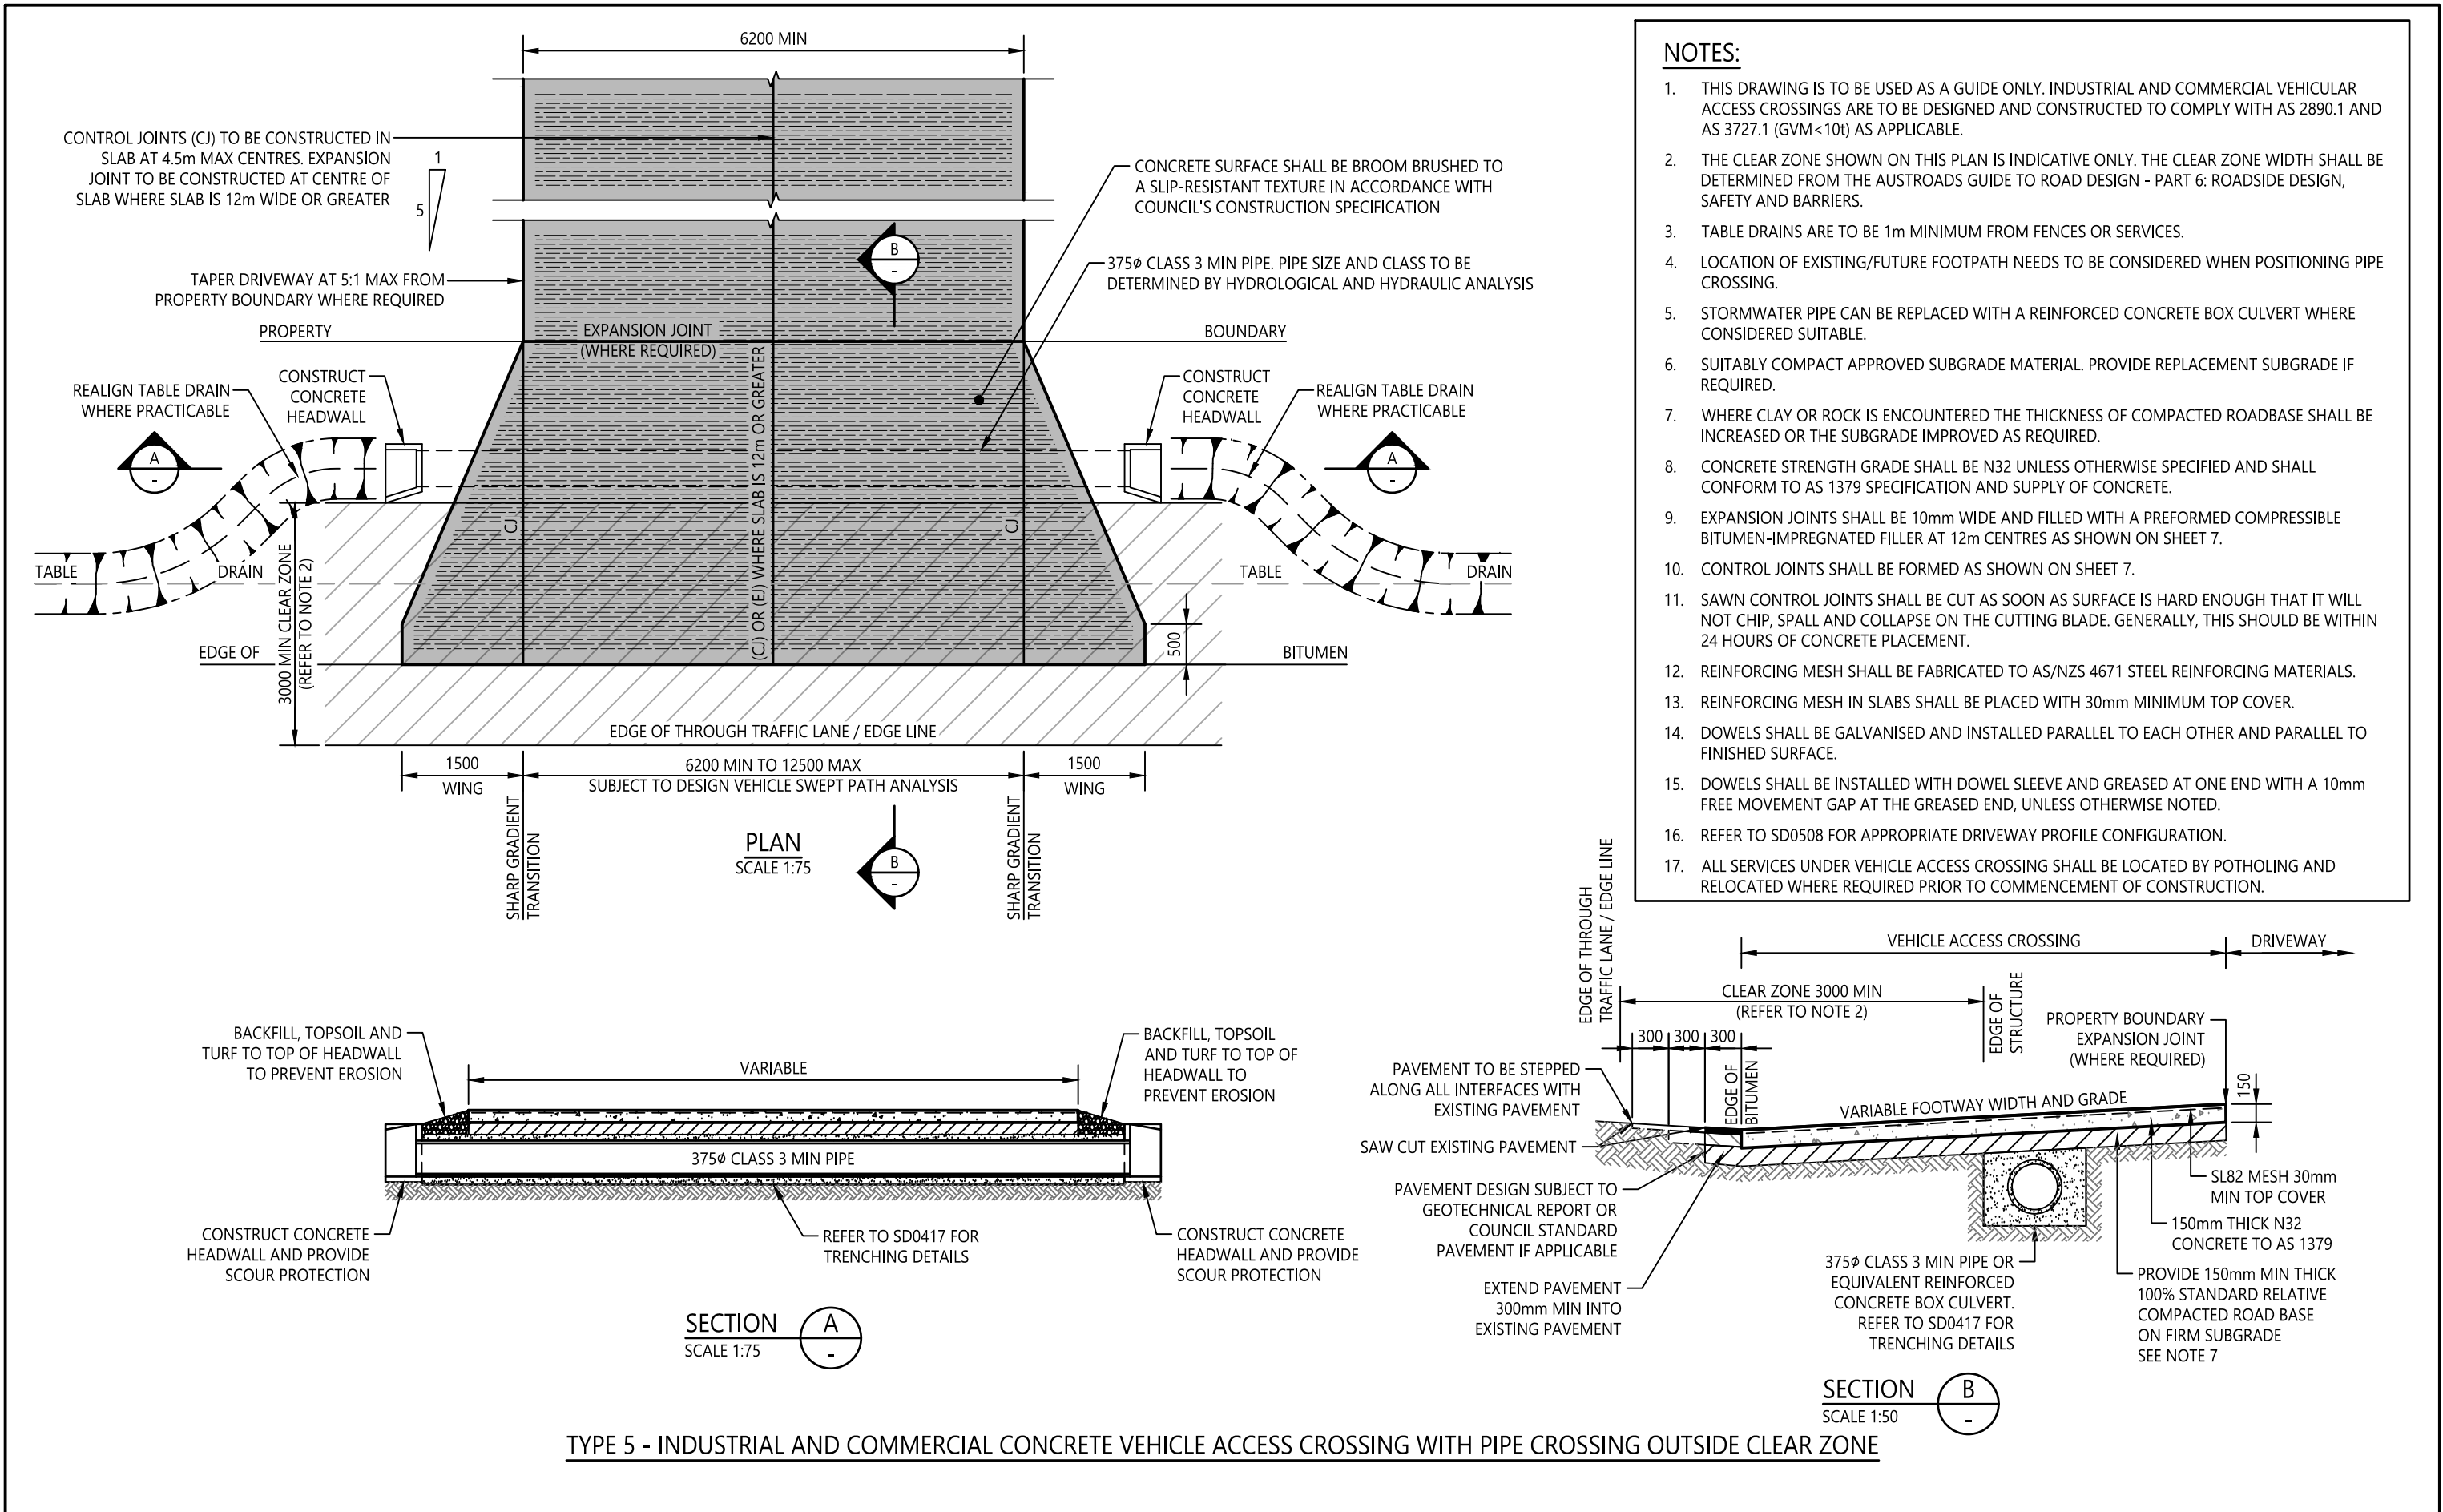 6200 MIN
CONTROL JOINTS (CJ) TO BE CONSTRUCTED IN
SLAB AT 4.5m MAX CENTRES. EXPANSION
JOINT TO BE CONSTRUCTED AT CENTRE OF
SLAB WHERE SLAB IS 12m WIDE OR GREATER
1
5
TAPER DRIVEWAY AT 5:1 MAX FROM
PROPERTY BOUNDARY WHERE REQUIRED
CONCRETE SURFACE SHALL BE BROOM BRUSHED TO
A SLIP-RESISTANT TEXTURE IN ACCORDANCE WITH
COUNCIL'S CONSTRUCTION SPECIFICATION
B
-
375ø CLASS 3 MIN PIPE. PIPE SIZE AND CLASS TO BE
DETERMINED BY HYDROLOGICAL AND HYDRAULIC ANALYSIS
PROPERTY
BOUNDARY
EXPANSION JOINT
(WHERE REQUIRED)
(CJ) OR (EJ) WHERE SLAB IS 12m OR GREATER
REALIGN TABLE DRAIN
WHERE PRACTICABLE
CONSTRUCT
CONCRETE
HEADWALL
CONSTRUCT
CONCRETE
HEADWALL
REALIGN TABLE DRAIN
WHERE PRACTICABLE
A
-
A
-
CJ
CJ
TABLE
DRAIN
TABLE
DRAIN
3000 MIN CLEAR ZONE
(REFER TO NOTE 2)
500
EDGE OF
BITUMEN
EDGE OF THROUGH TRAFFIC LANE / EDGE LINE
1500
WING
6200 MIN TO 12500 MAX
SUBJECT TO DESIGN VEHICLE SWEPT PATH ANALYSIS
1500
WING
SHARP GRADIENT
TRANSITION
SHARP GRADIENT
TRANSITION
PLAN
SCALE 1:75
B
-
NOTES:
1. THIS DRAWING IS TO BE USED AS A GUIDE ONLY. INDUSTRIAL AND COMMERCIAL VEHICULAR
ACCESS CROSSINGS ARE TO BE DESIGNED AND CONSTRUCTED TO COMPLY WITH AS 2890.1 AND
AS 3727.1 (GVM<10t) AS APPLICABLE.
2. THE CLEAR ZONE SHOWN ON THIS PLAN IS INDICATIVE ONLY. THE CLEAR ZONE WIDTH SHALL BE
DETERMINED FROM THE AUSTROADS GUIDE TO ROAD DESIGN - PART 6: ROADSIDE DESIGN,
SAFETY AND BARRIERS.
3. TABLE DRAINS ARE TO BE 1m MINIMUM FROM FENCES OR SERVICES.
4. LOCATION OF EXISTING/FUTURE FOOTPATH NEEDS TO BE CONSIDERED WHEN POSITIONING PIPE
CROSSING.
5. STORMWATER PIPE CAN BE REPLACED WITH A REINFORCED CONCRETE BOX CULVERT WHERE
CONSIDERED SUITABLE.
6. SUITABLY COMPACT APPROVED SUBGRADE MATERIAL. PROVIDE REPLACEMENT SUBGRADE IF
REQUIRED.
7. WHERE CLAY OR ROCK IS ENCOUNTERED THE THICKNESS OF COMPACTED ROADBASE SHALL BE
INCREASED OR THE SUBGRADE IMPROVED AS REQUIRED.
8. CONCRETE STRENGTH GRADE SHALL BE N32 UNLESS OTHERWISE SPECIFIED AND SHALL
CONFORM TO AS 1379 SPECIFICATION AND SUPPLY OF CONCRETE.
9. EXPANSION JOINTS SHALL BE 10mm WIDE AND FILLED WITH A PREFORMED COMPRESSIBLE
BITUMEN-IMPREGNATED FILLER AT 12m CENTRES AS SHOWN ON SHEET 7.
10. CONTROL JOINTS SHALL BE FORMED AS SHOWN ON SHEET 7.
11. SAWN CONTROL JOINTS SHALL BE CUT AS SOON AS SURFACE IS HARD ENOUGH THAT IT WILL
NOT CHIP, SPALL AND COLLAPSE ON THE CUTTING BLADE. GENERALLY, THIS SHOULD BE WITHIN
24 HOURS OF CONCRETE PLACEMENT.
12. REINFORCING MESH SHALL BE FABRICATED TO AS/NZS 4671 STEEL REINFORCING MATERIALS.
13. REINFORCING MESH IN SLABS SHALL BE PLACED WITH 30mm MINIMUM TOP COVER.
14. DOWELS SHALL BE GALVANISED AND INSTALLED PARALLEL TO EACH OTHER AND PARALLEL TO
FINISHED SURFACE.
15. DOWELS SHALL BE INSTALLED WITH DOWEL SLEEVE AND GREASED AT ONE END WITH A 10mm
FREE MOVEMENT GAP AT THE GREASED END, UNLESS OTHERWISE NOTED.
16. REFER TO SD0508 FOR APPROPRIATE DRIVEWAY PROFILE CONFIGURATION.
17. ALL SERVICES UNDER VEHICLE ACCESS CROSSING SHALL BE LOCATED BY POTHOLING AND
RELOCATED WHERE REQUIRED PRIOR TO COMMENCEMENT OF CONSTRUCTION.
BACKFILL, TOPSOIL AND
TURF TO TOP OF HEADWALL
TO PREVENT EROSION
VARIABLE
BACKFILL, TOPSOIL
AND TURF TO TOP OF
HEADWALL TO
PREVENT EROSION
375ø CLASS 3 MIN PIPE
CONSTRUCT CONCRETE
HEADWALL AND PROVIDE
SCOUR PROTECTION
REFER TO SD0417 FOR
TRENCHING DETAILS
CONSTRUCT CONCRETE
HEADWALL AND PROVIDE
SCOUR PROTECTION
SECTION
SCALE 1:75
A
-
EDGE OF THROUGH
TRAFFIC LANE / EDGE LINE
VEHICLE ACCESS CROSSING
DRIVEWAY
CLEAR ZONE 3000 MIN
(REFER TO NOTE 2)
EDGE OF
STRUCTURE
300
300
300
PROPERTY BOUNDARY
EXPANSION JOINT
(WHERE REQUIRED)
EDGE OF
BITUMEN
150
VARIABLE FOOTWAY WIDTH AND GRADE
PAVEMENT TO BE STEPPED
ALONG ALL INTERFACES WITH
EXISTING PAVEMENT
SAW CUT EXISTING PAVEMENT
PAVEMENT DESIGN SUBJECT TO
GEOTECHNICAL REPORT OR
COUNCIL STANDARD
PAVEMENT IF APPLICABLE
EXTEND PAVEMENT
300mm MIN INTO
EXISTING PAVEMENT
375ø CLASS 3 MIN PIPE OR
EQUIVALENT REINFORCED
CONCRETE BOX CULVERT.
REFER TO SD0417 FOR
TRENCHING DETAILS
SL82 MESH 30mm
MIN TOP COVER
150mm THICK N32
CONCRETE TO AS 1379
PROVIDE 150mm MIN THICK
100% STANDARD RELATIVE
COMPACTED ROAD BASE
ON FIRM SUBGRADE
SEE NOTE 7
SECTION
SCALE 1:50
B
-
TYPE 5 - INDUSTRIAL AND COMMERCIAL CONCRETE VEHICLE ACCESS CROSSING WITH PIPE CROSSING OUTSIDE CLEAR ZONE